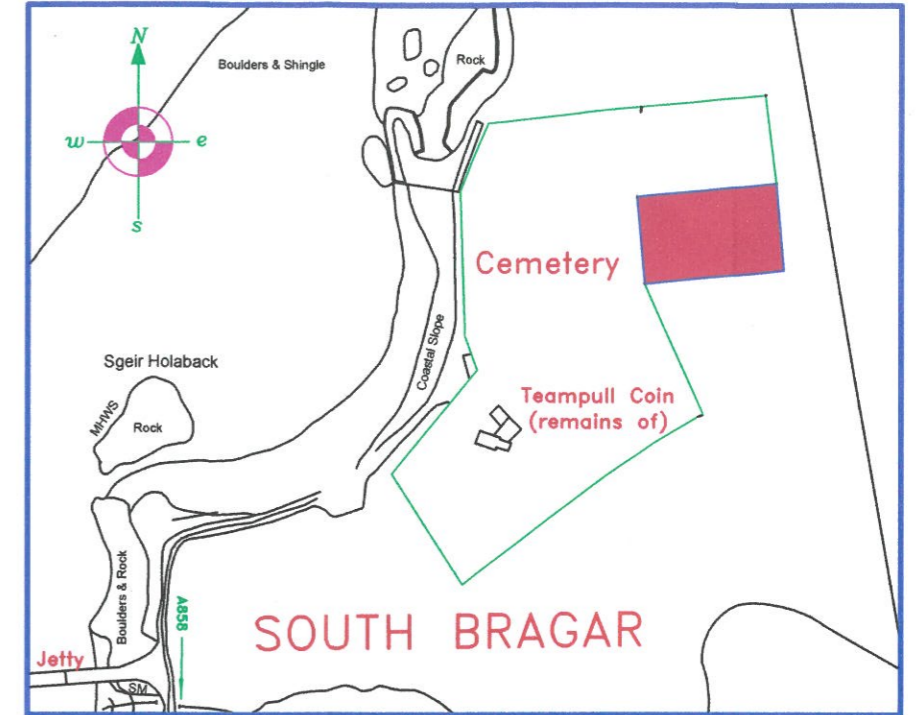 N
Boulders & Shingle
Rock
w
e
s
Cemetery
Coastal Slope
Sgeir Holaback
MHWS
Rock
Teampull Coin
(remains of)
Boulders & Rock
A858
SOUTH BRAGAR
Jetty
SM